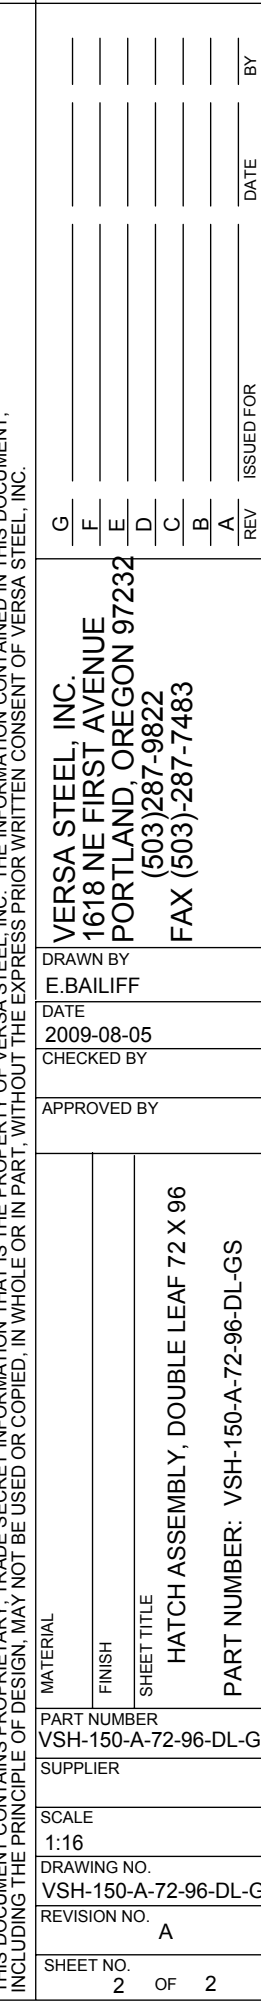 THIS DOCUMENT CONTAINS PROPRIETARY, TRADE SECRET INFORMATION THAT IS THE PROPERTY OF VERSA STEEL, INC. THE INFORMATION CONTAINED IN THIS DOCUMENT,
INCLUDING THE PRINCIPLE OF DESIGN, MAY NOT BE USED OR COPIED, IN WHOLE OR IN PART, WITHOUT THE EXPRESS PRIOR WRITTEN CONSENT OF VERSA STEEL, INC.
G
F
E
D
C
B
A
REV ISSUED FOR DATE BY
VERSA STEEL, INC.
1618 NE FIRST AVENUE
PORTLAND, OREGON 97232
(503)287-9822
FAX (503)-287-7483
DRAWN BY
E.BAILIFF
DATE
2009-08-05
CHECKED BY
APPROVED BY
MATERIAL
FINISH
SHEET TITLE
HATCH ASSEMBLY, DOUBLE LEAF 72 X 96
PART NUMBER: VSH-150-A-72-96-DL-GS
PART NUMBER
VSH-150-A-72-96-DL-G
SUPPLIER
SCALE
1:16
DRAWING NO.
VSH-150-A-72-96-DL-G
REVISION NO.
A
SHEET NO.
2 OF 2